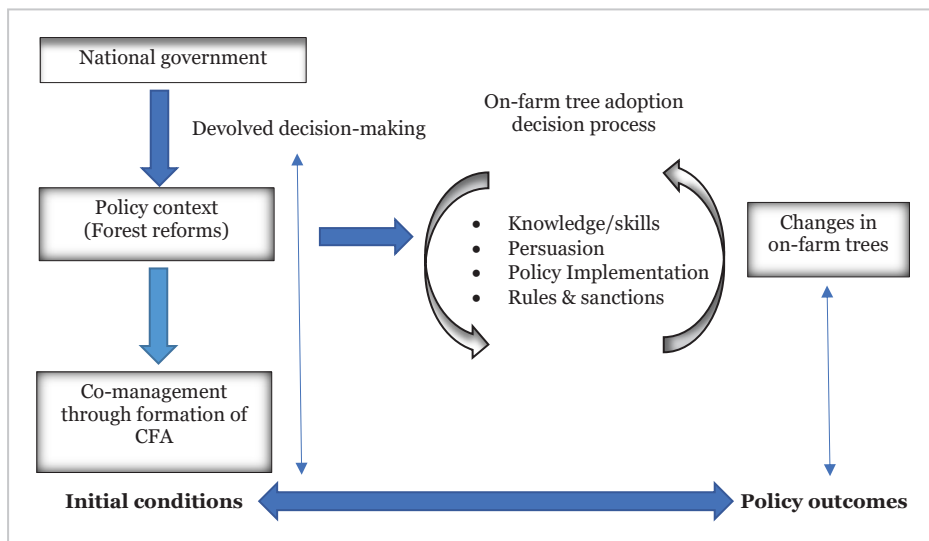 National government
Devolved decision-making
On-farm tree adoption
decision process
Policy context
(Forest reforms)
• Knowledge/skills
• Persuasion
• Policy Implementation
• Rules & sanctions
Changes in
on-farm trees
Co-management
through formation of
CFA
Initial conditions
Policy outcomes